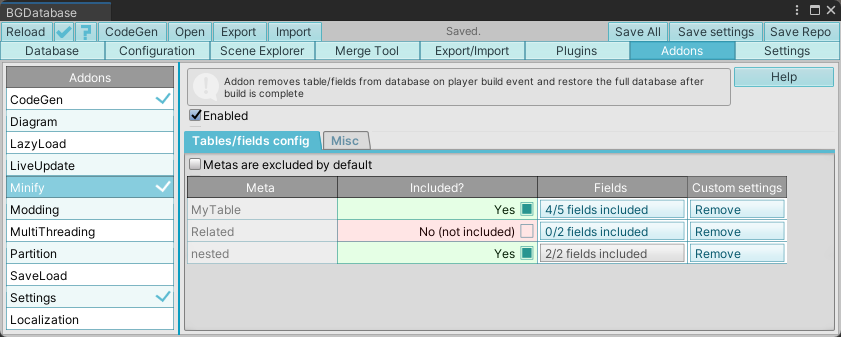 BGDatabase
Reload CodeGen Open Export Import Saved. Save All Save settings Save Repo
Database Configuration Scene Explorer Merge Tool Export/Import Plugins Addons Settings
Addons
CodeGen
Diagram
LazyLoad
LiveUpdate
Minify
Modding
MultiThreading
Partition
SaveLoad
Settings
Localization
Addon removes table/fields from database on player build event and restore the full database after
build is complete
Help
Enabled
Tables/fields config Misc
Metas are excluded by default
Meta Included? Fields Custom settings
MyTable Yes 4/5 fields included Remove
Related No (not included) 0/2 fields included Remove
nested Yes 2/2 fields included Remove